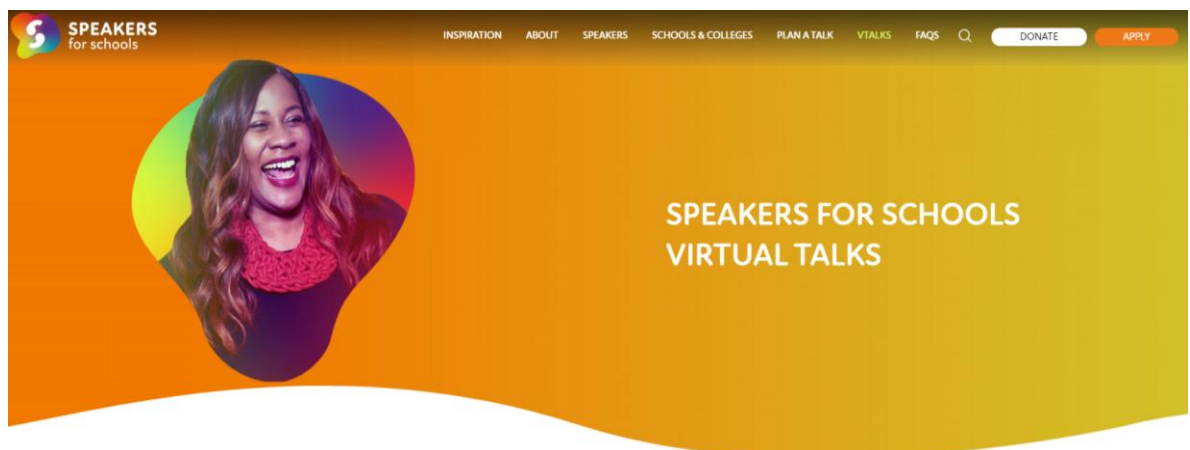 SPEAKERS
for schools
INSPIRATION ABOUT SPEAKERS SCHOOLS & COLLEGES PLAN A TALK VTALKS FAQS DONATE APPLY
SPEAKERS FOR SCHOOLS
VIRTUAL TALKS